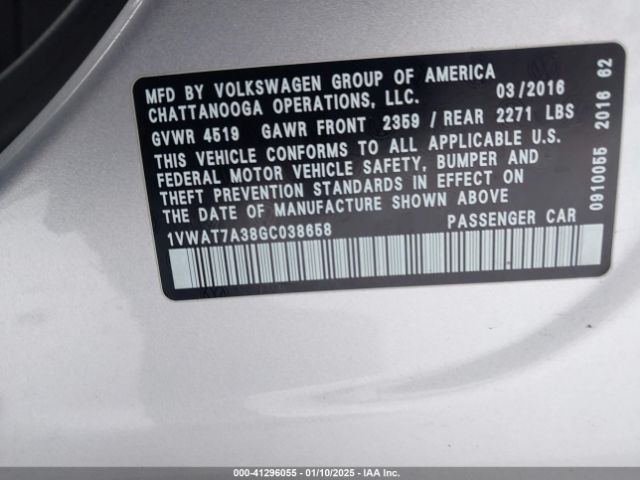 MFD BY VOLKSWAGEN GROUP OF AMERICA
CHATTANOOGA OPERATIONS, LLC. 03/2016
GVWR 4519 GAWR FRONT 2359 / REAR 2271 LBS
THIS VEHICLE CONFORMS TO ALL APPLICABLE U.S.
FEDERAL MOTOR VEHICLE SAFETY, BUMPER AND
THEFT PREVENTION STANDARDS IN EFFECT ON
THE DATE OF MANUFACTURE SHOWN ABOVE
1VWAT7A38GC038658 PASSENGER CAR
0910055 2016 62
000-41296055 - 01/10/2025 - IAA Inc.